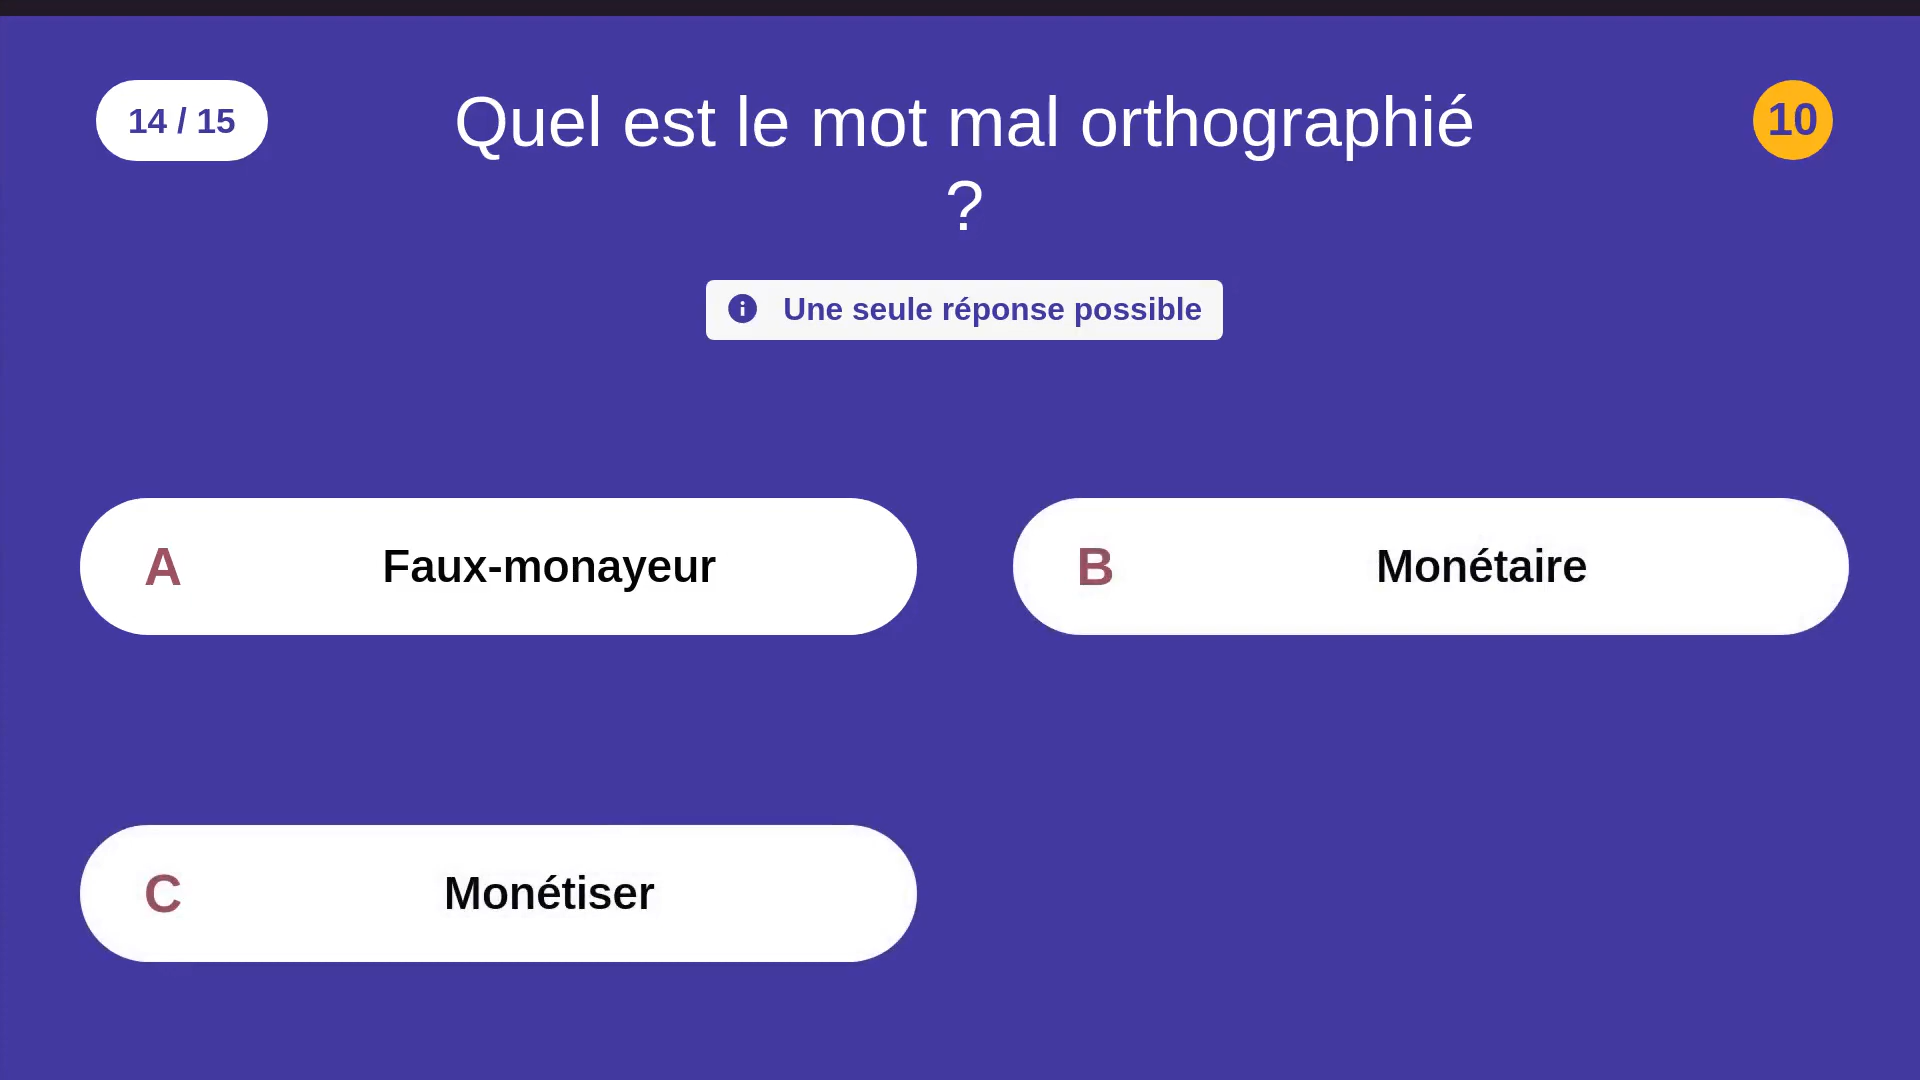 14 / 15
Quel est le mot mal orthographié
?
10
Une seule réponse possible
A
Faux-monayeur
B
Monétaire
C
Monétiser